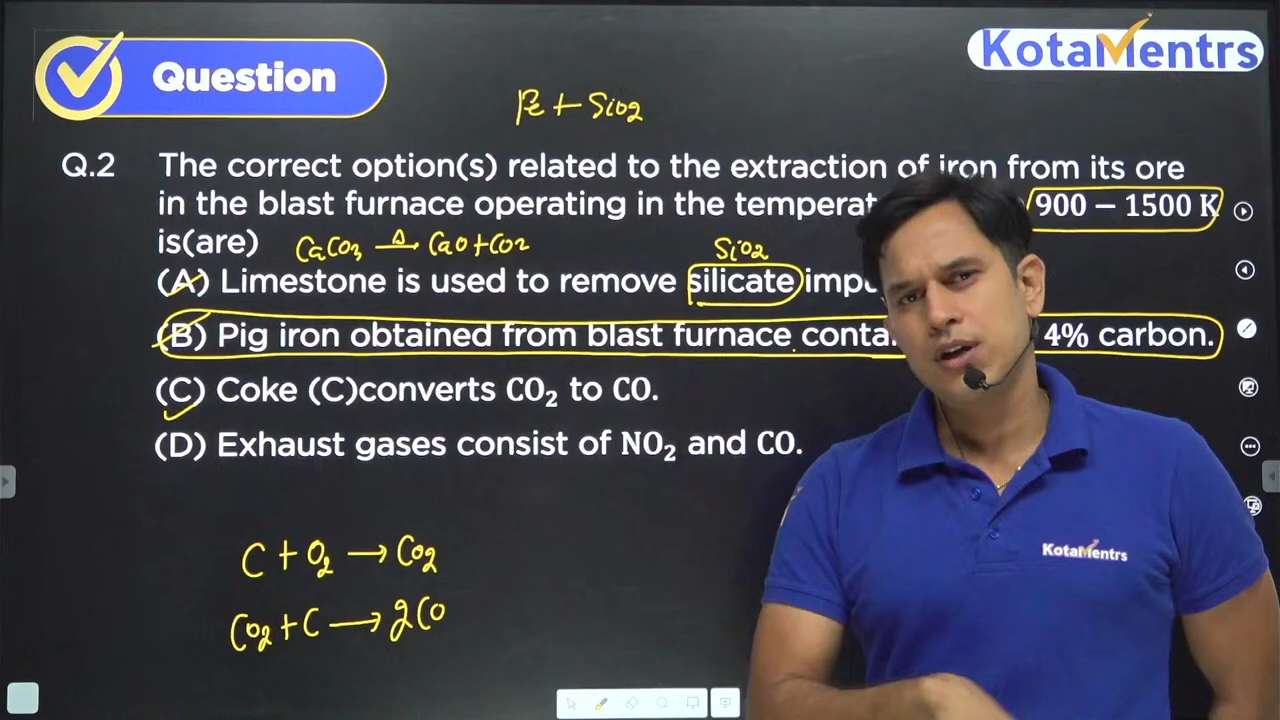 Question
KotaMentrs
Fe + SiO2
Q.2 The correct option(s) related to the extraction of iron from its ore
in the blast furnace operating in the temperat 900 – 1500 K
is(are) CaCO3 —Δ→ CaO + CO2 SiO2
(A) Limestone is used to remove silicate impu
(B) Pig iron obtained from blast furnace conta 4% carbon.
(C) Coke (C)converts CO₂ to CO.
(D) Exhaust gases consist of NO₂ and CO.
C + O2 → CO2
CO2 + C → 2CO
KotaMentrs